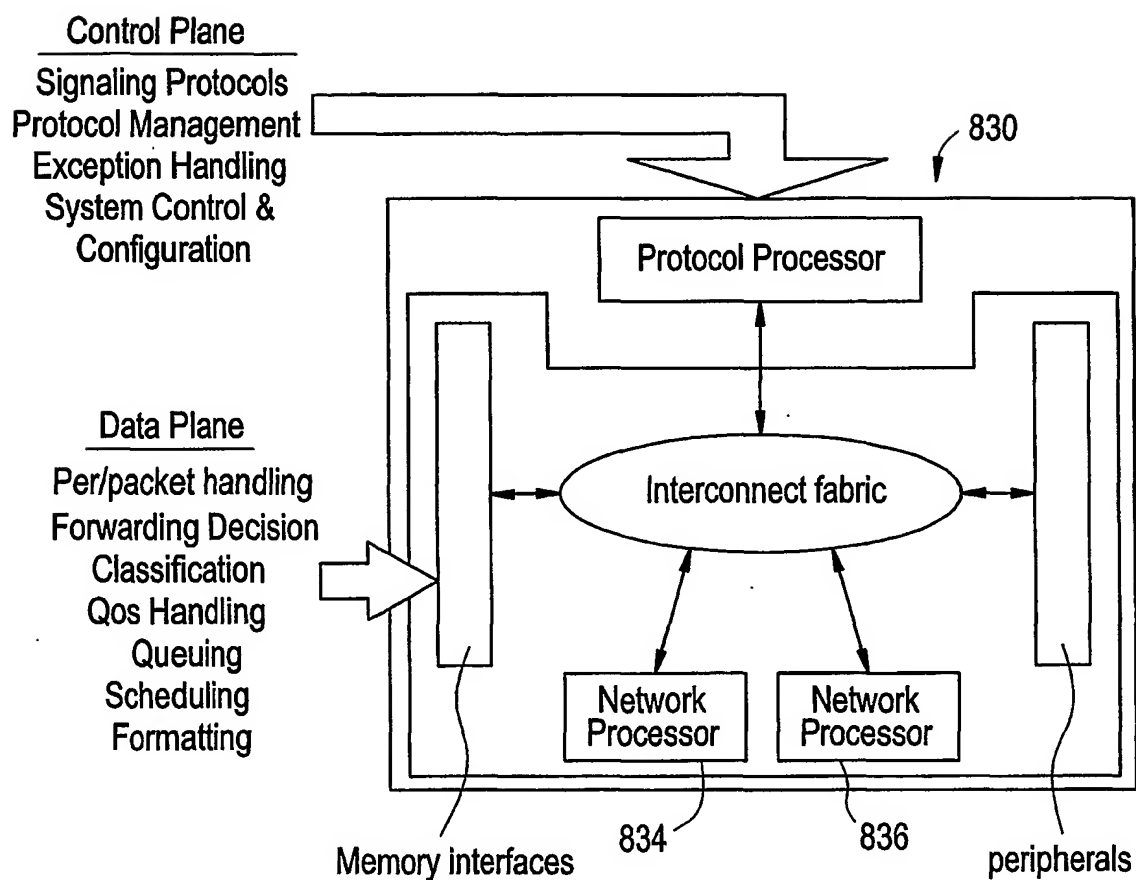 Control Plane
Signaling Protocols
Protocol Management
Exception Handling
System Control &
Configuration
830
Protocol Processor
Data Plane
Per/packet handling
Forwarding Decision
Classification
Qos Handling
Queuing
Scheduling
Formatting
Interconnect fabric
Network
Processor
Network
Processor
834
836
Memory interfaces
peripherals